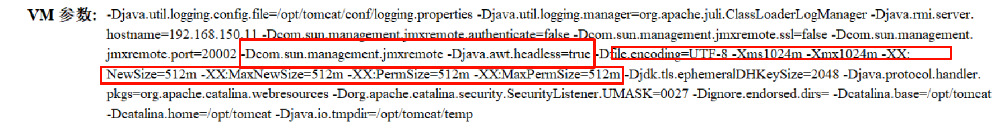 VM 参数: -Djava.util.logging.config.file=/opt/tomcat/conf/logging.properties -Djava.util.logging.manager=org.apache.juli.ClassLoaderLogManager -Djava.rmi.server.
hostname=192.168.150.11 -Dcom.sun.management.jmxremote.authenticate=false -Dcom.sun.management.jmxremote.ssl=false -Dcom.sun.management.
jmxremote.port=20002 -Dcom.sun.management.jmxremote -Djava.awt.headless=true -Dfile.encoding=UTF-8 -Xms1024m -Xmx1024m -XX:
NewSize=512m -XX:MaxNewSize=512m -XX:PermSize=512m -XX:MaxPermSize=512m -Djdk.tls.ephemeralDHKeySize=2048 -Djava.protocol.handler.
pkgs=org.apache.catalina.webresources -Dorg.apache.catalina.security.SecurityListener.UMASK=0027 -Dignore.endorsed.dirs= -Dcatalina.base=/opt/tomcat
-Dcatalina.home=/opt/tomcat -Djava.io.tmpdir=/opt/tomcat/temp